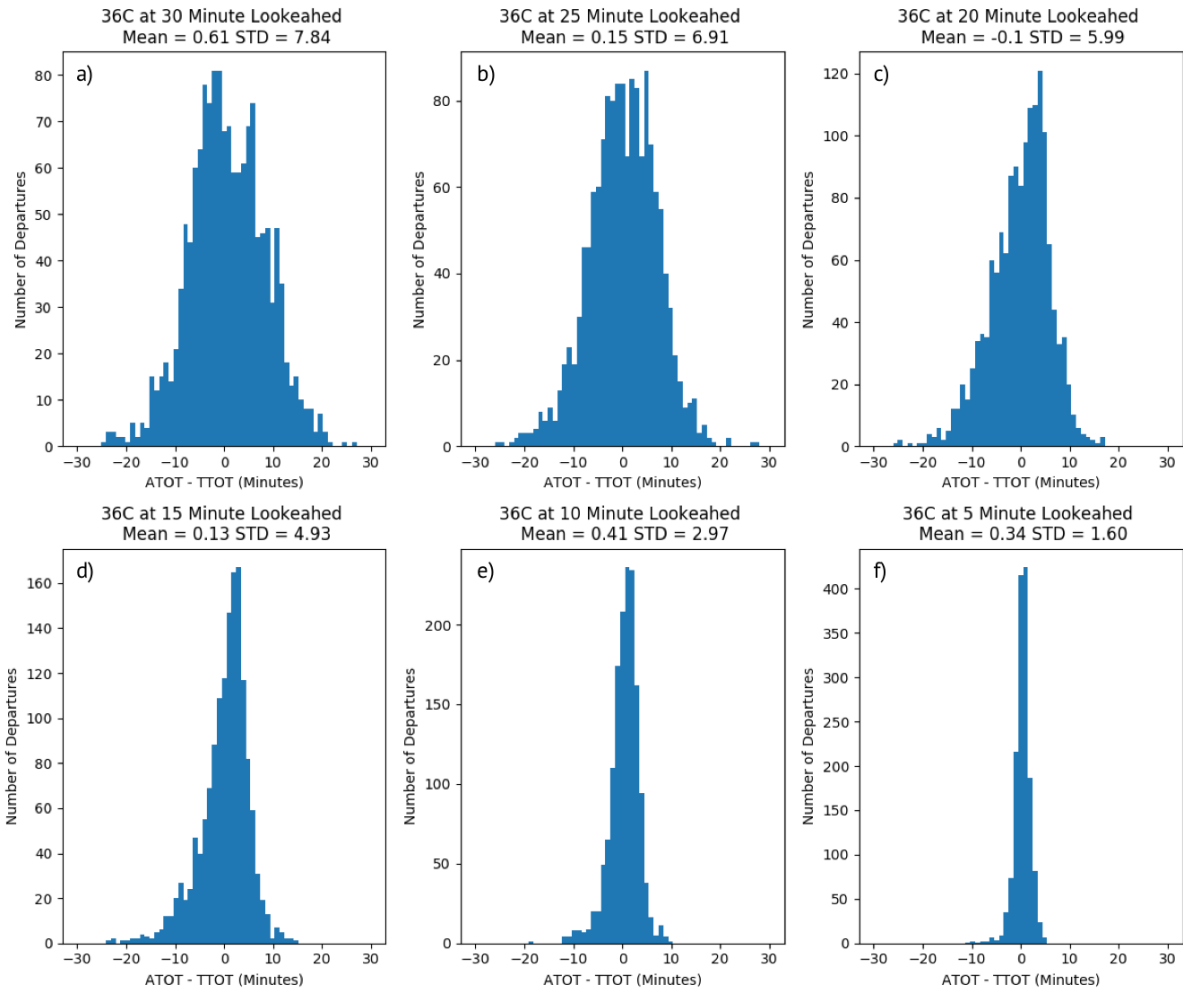 36C at 30 Minute Lookeahed
Mean = 0.61 STD = 7.84
a)
Number of Departures
0
10
20
30
40
50
60
70
80
−30
−20
−10
0
10
20
30
ATOT - TTOT (Minutes)
36C at 25 Minute Lookeahed
Mean = 0.15 STD = 6.91
b)
Number of Departures
0
20
40
60
80
−30
−20
−10
0
10
20
30
ATOT - TTOT (Minutes)
36C at 20 Minute Lookeahed
Mean = -0.1 STD = 5.99
c)
Number of Departures
0
20
40
60
80
100
120
−30
−20
−10
0
10
20
30
ATOT - TTOT (Minutes)
36C at 15 Minute Lookeahed
Mean = 0.13 STD = 4.93
d)
Number of Departures
0
20
40
60
80
100
120
140
160
−30
−20
−10
0
10
20
30
ATOT - TTOT (Minutes)
36C at 10 Minute Lookeahed
Mean = 0.41 STD = 2.97
e)
Number of Departures
0
50
100
150
200
−30
−20
−10
0
10
20
30
ATOT - TTOT (Minutes)
36C at 5 Minute Lookeahed
Mean = 0.34 STD = 1.60
f)
Number of Departures
0
50
100
150
200
250
300
350
400
−30
−20
−10
0
10
20
30
ATOT - TTOT (Minutes)